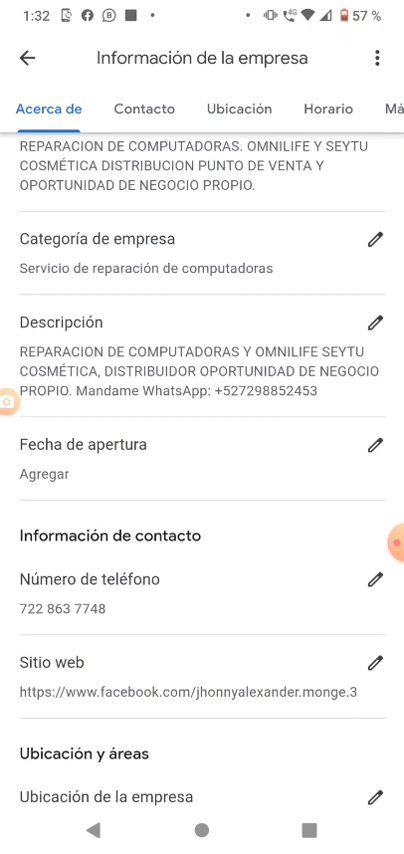 1:32 4G 57 %
Información de la empresa
Acerca de Contacto Ubicación Horario Má
REPARACION DE COMPUTADORAS. OMNILIFE Y SEYTU
COSMÉTICA DISTRIBUCION PUNTO DE VENTA Y
OPORTUNIDAD DE NEGOCIO PROPIO.
Categoría de empresa
Servicio de reparación de computadoras
Descripción
REPARACION DE COMPUTADORAS Y OMNILIFE SEYTU
COSMÉTICA, DISTRIBUIDOR OPORTUNIDAD DE NEGOCIO
PROPIO. Mandame WhatsApp: +527298852453
Fecha de apertura
Agregar
Información de contacto
Número de teléfono
722 863 7748
Sitio web
https://www.facebook.com/jhonnyalexander.monge.3
Ubicación y áreas
Ubicación de la empresa